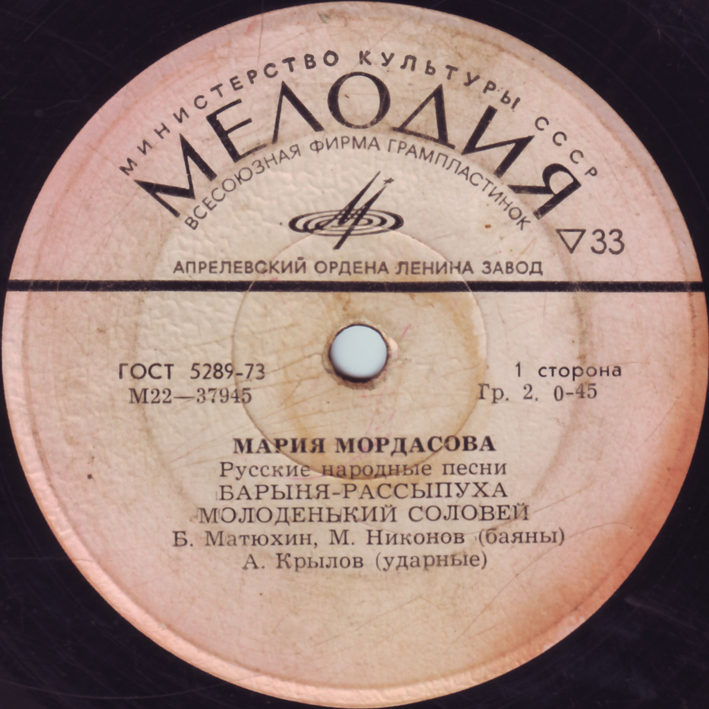 МИНИСТЕРСТВО КУЛЬТУРЫ СССР
МЕЛОДИЯ
ВСЕСОЮЗНАЯ ФИРМА ГРАМПЛАСТИНОК
▽33
АПРЕЛЕВСКИЙ ОРДЕНА ЛЕНИНА ЗАВОД
ГОСТ 5289-73
М22—37945
1 сторона
Гр. 2. 0-45
МАРИЯ МОРДАСОВА
Русские народные песни
БАРЫНЯ-РАССЫПУХА
МОЛОДЕНЬКИЙ СОЛОВЕЙ
Б. Матюхин, М. Никонов (баяны)
А. Крылов (ударные)